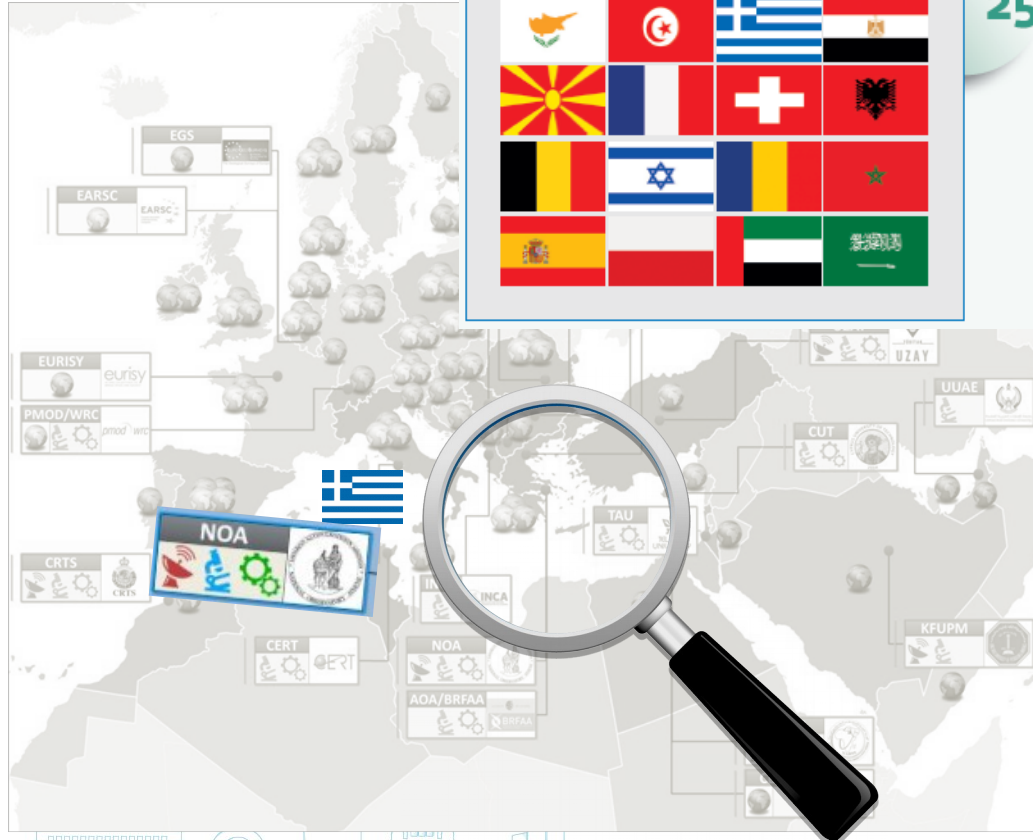 25
EGS
EARSC
EARSC
EURISY
eurisy
PMOD/WRC
pmod wrc
UZAY
UUAE
CUT
NOA
TAU
CRTS
CRTS
INCA
KFUPM
CERT
CERT
NOA
AOA/BRFAA
BRFAA